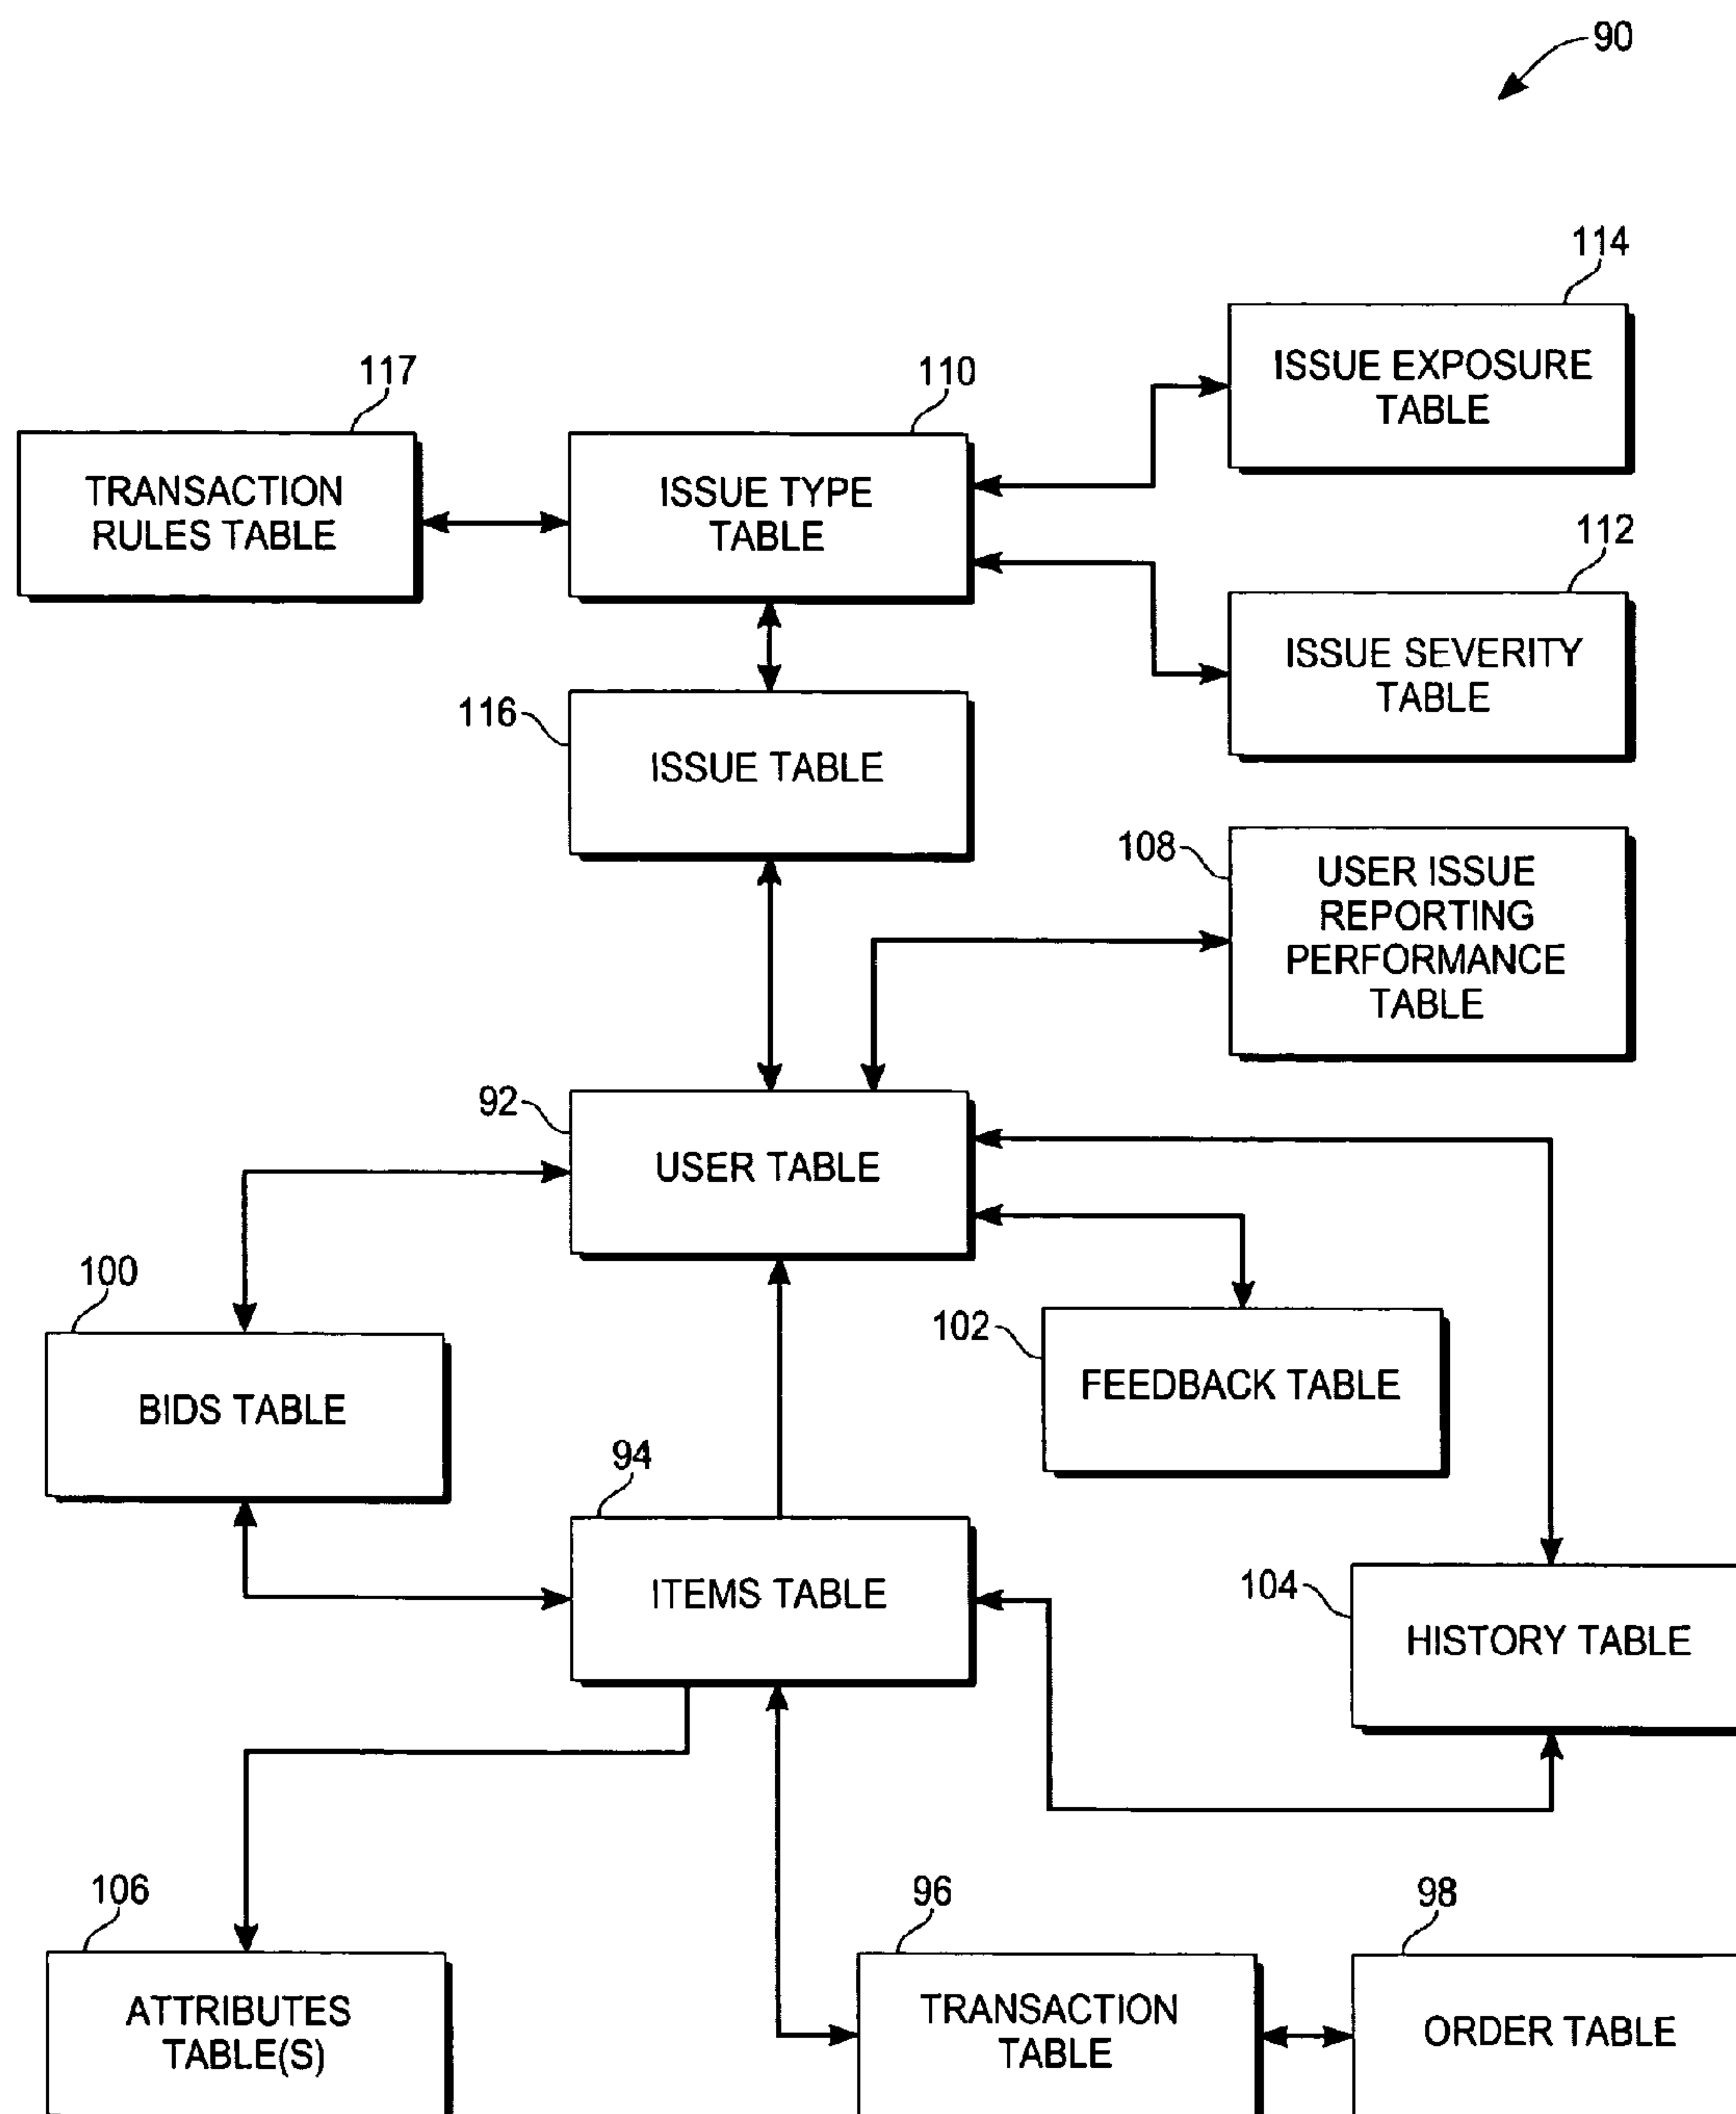 90
114
ISSUE EXPOSURE
TABLE
117
TRANSACTION
RULES TABLE
110
ISSUE TYPE
TABLE
112
ISSUE SEVERITY
TABLE
116
ISSUE TABLE
108
USER ISSUE
REPORTING
PERFORMANCE
TABLE
92
USER TABLE
100
BIDS TABLE
102
FEEDBACK TABLE
94
ITEMS TABLE
104
HISTORY TABLE
106
ATTRIBUTES
TABLE(S)
96
TRANSACTION
TABLE
98
ORDER TABLE